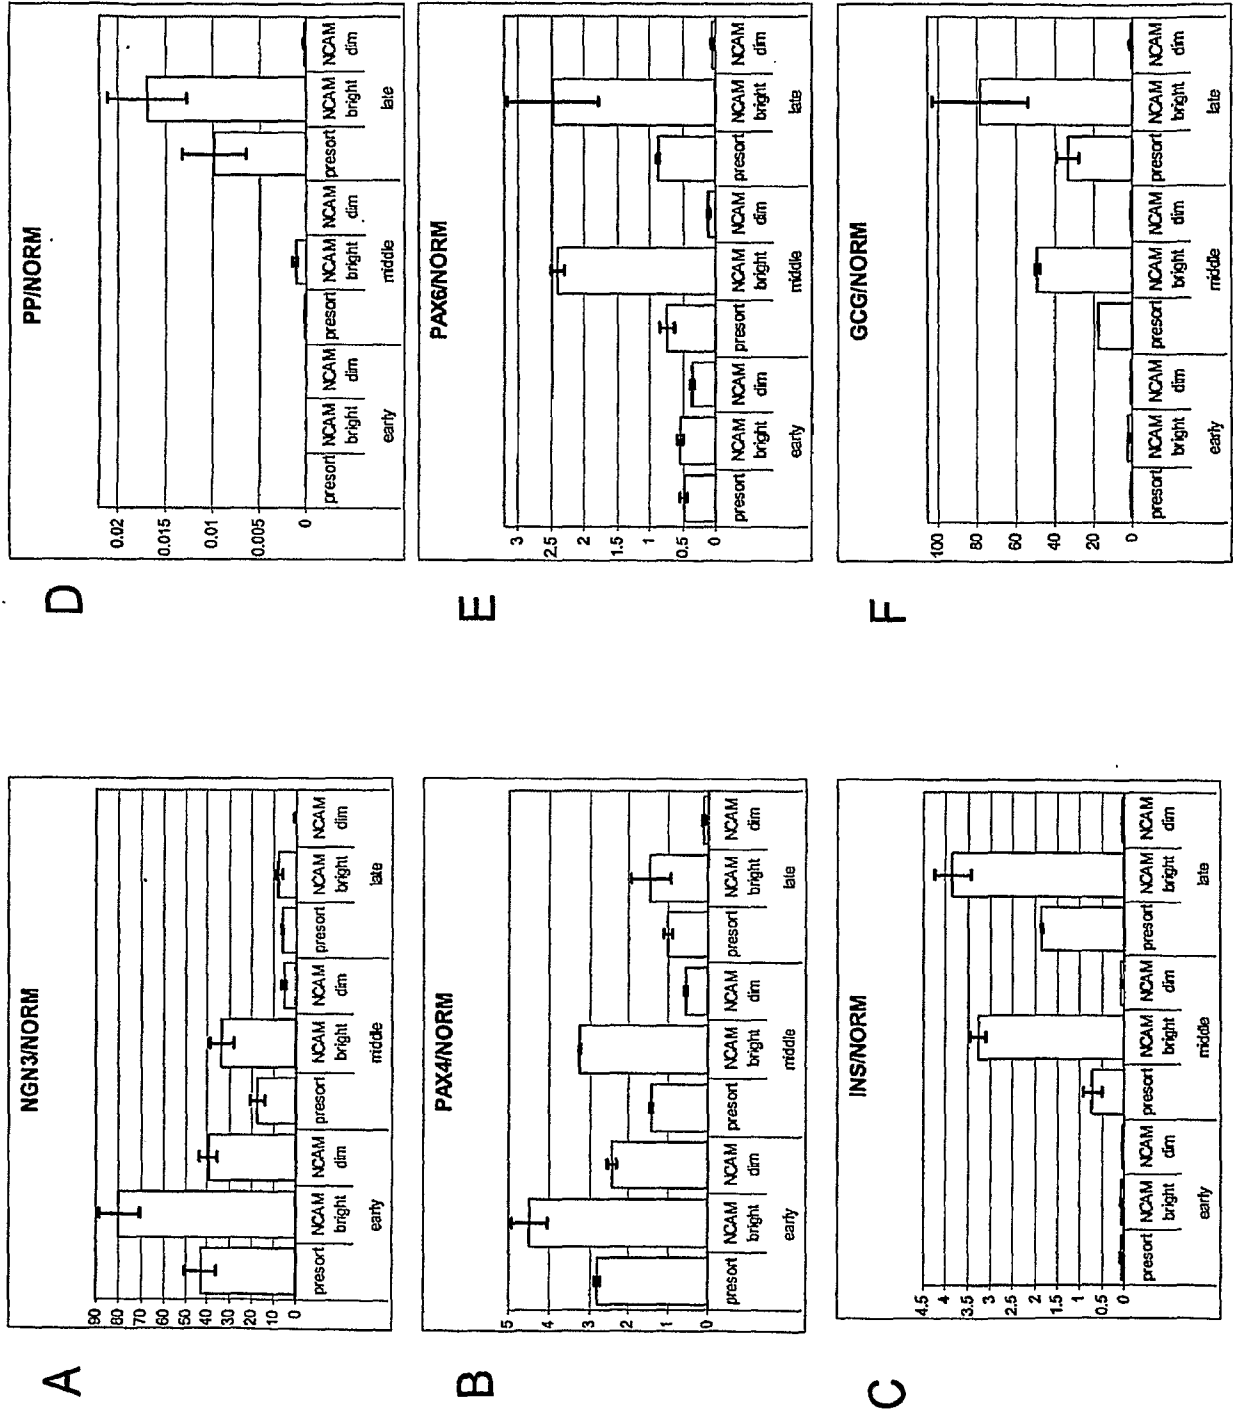 A
NGN3/NORM
90
80
70
60
50
40
30
20
10
0
presort NCAM bright NCAM dim presort NCAM bright NCAM dim presort NCAM bright NCAM dim
early middle late
B
PAX4/NORM
5
4
3
2
1
0
presort NCAM bright NCAM dim presort NCAM bright NCAM dim presort NCAM bright NCAM dim
early middle late
C
INS/NORM
4.5
4
3.5
3
2.5
2
1.5
1
0.5
0
presort NCAM bright NCAM dim presort NCAM bright NCAM dim presort NCAM bright NCAM dim
early middle late
D
PP/NORM
0.02
0.015
0.01
0.005
0
presort NCAM bright NCAM dim presort NCAM bright NCAM dim presort NCAM bright NCAM dim
early middle late
E
PAX6/NORM
3
2.5
2
1.5
1
0.5
0
presort NCAM bright NCAM dim presort NCAM bright NCAM dim presort NCAM bright NCAM dim
early middle late
F
GCG/NORM
100
80
60
40
20
0
presort NCAM bright NCAM dim presort NCAM bright NCAM dim presort NCAM bright NCAM dim
early middle late